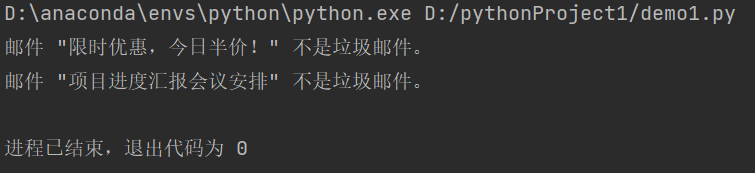 D:\anaconda\envs\python\python.exe D:/pythonProject1/demo1.py
邮件 "限时优惠，今日半价！" 不是垃圾邮件。
邮件 "项目进度汇报会议安排" 不是垃圾邮件。
进程已结束，退出代码为 0